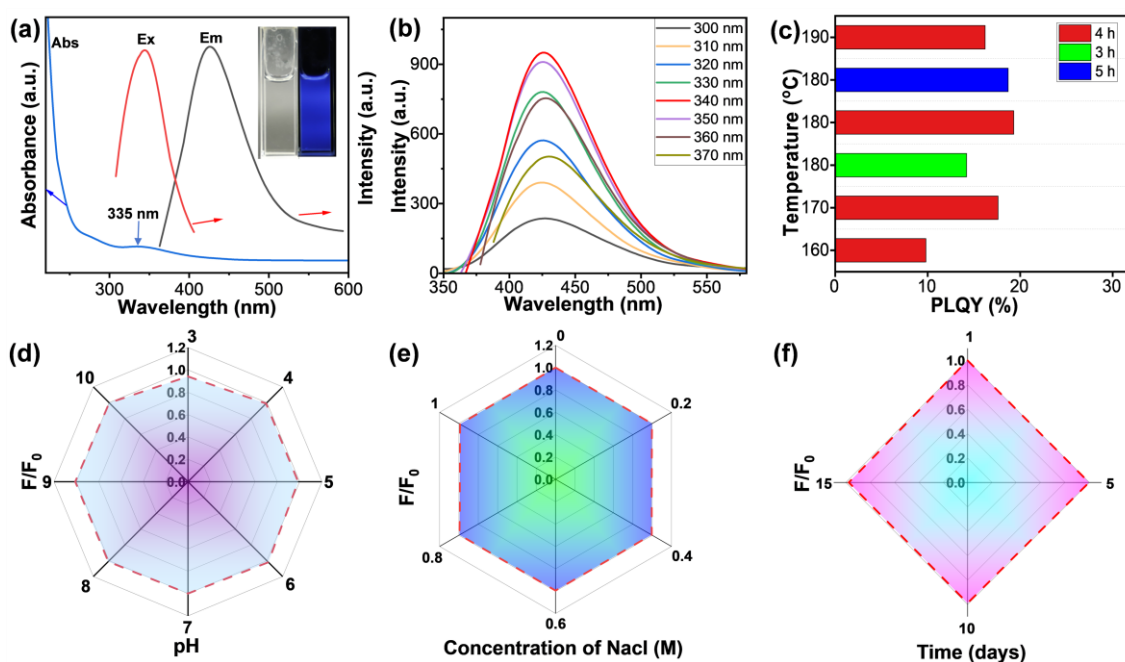 (a)
Abs
Ex
Em
335 nm
Absorbance (a.u.)
Intensity (a.u.)
300
400
500
600
Wavelength (nm)
(b)
300 nm
310 nm
320 nm
330 nm
340 nm
350 nm
360 nm
370 nm
Intensity (a.u.)
900
600
300
0
350
400
450
500
550
Wavelength (nm)
(c)
4 h
3 h
5 h
Temperature (°C)
190
180
180
180
170
160
0
10
20
30
PLQY (%)
(d)
3
4
5
6
7
8
9
10
1.2
1.0
0.8
0.6
0.4
0.2
0.0
F/F0
pH
(e)
0
0.2
0.4
0.6
0.8
1
1.2
1.0
0.8
0.6
0.4
0.2
0.0
F/F0
Concentration of Nacl (M)
(f)
1
5
10
15
1.0
0.8
0.6
0.4
0.2
0.0
F/F0
Time (days)